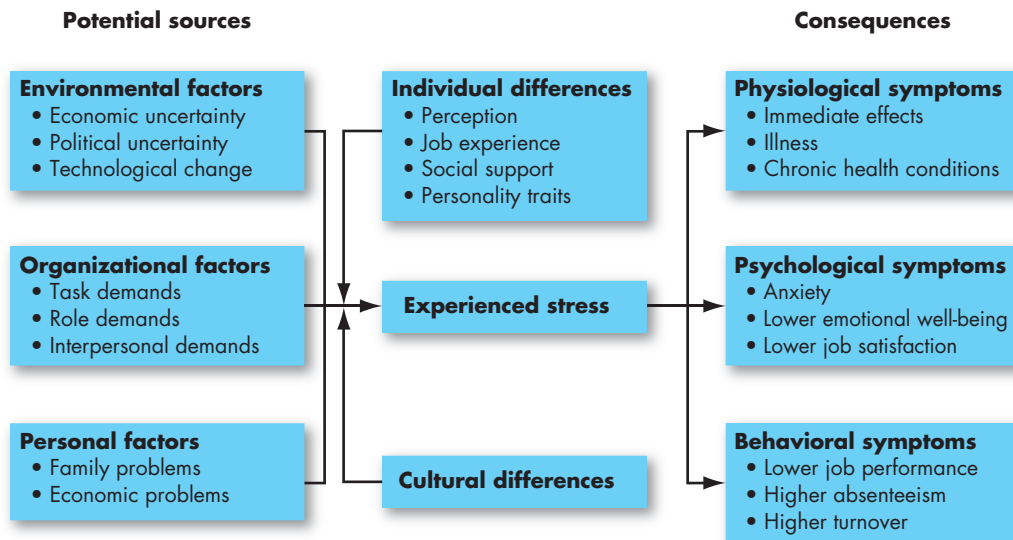 Potential sources
Consequences
Environmental factors
• Economic uncertainty
• Political uncertainty
• Technological change
Individual differences
• Perception
• Job experience
• Social support
• Personality traits
Physiological symptoms
• Immediate effects
• Illness
• Chronic health conditions
Organizational factors
• Task demands
• Role demands
• Interpersonal demands
Experienced stress
Psychological symptoms
• Anxiety
• Lower emotional well-being
• Lower job satisfaction
Personal factors
• Family problems
• Economic problems
Cultural differences
Behavioral symptoms
• Lower job performance
• Higher absenteeism
• Higher turnover